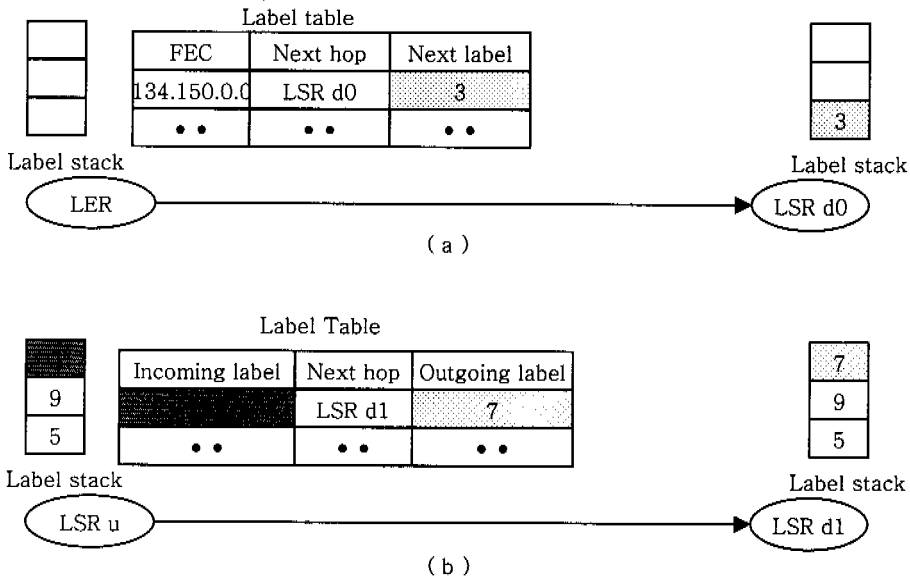 Label table
FEC Next hop Next label
134.150.0.0 LSR d0 3
•• •• ••
3
Label stack Label stack
LER LSR d0
( a )
Label Table
Incoming label Next hop Outgoing label
LSR d1 7
•• •• ••
9
5
7
9
5
Label stack Label stack
LSR u LSR d1
( b )